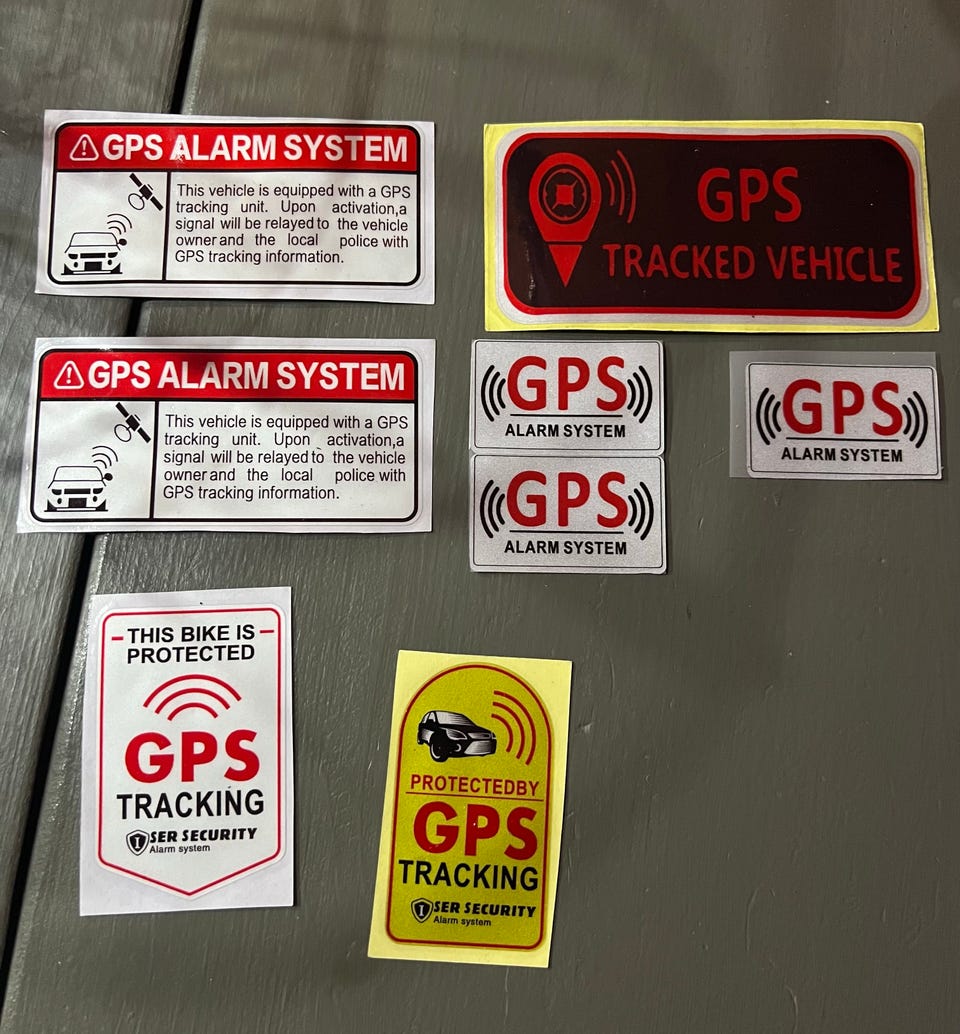 GPS ALARM SYSTEM
This vehicle is equipped with a GPS
tracking unit. Upon activation,a
signal will be relayed to the vehicle
owner and the local police with
GPS tracking information.
GPS
TRACKED VEHICLE
GPS ALARM SYSTEM
This vehicle is equipped with a GPS
tracking unit. Upon activation,a
signal will be relayed to the vehicle
owner and the local police with
GPS tracking information.
GPS
ALARM SYSTEM
GPS
ALARM SYSTEM
GPS
ALARM SYSTEM
THIS BIKE IS
PROTECTED
GPS
TRACKING
I SER SECURITY
Alarm system
PROTECTEDBY
GPS
TRACKING
I SER SECURITY
Alarm system